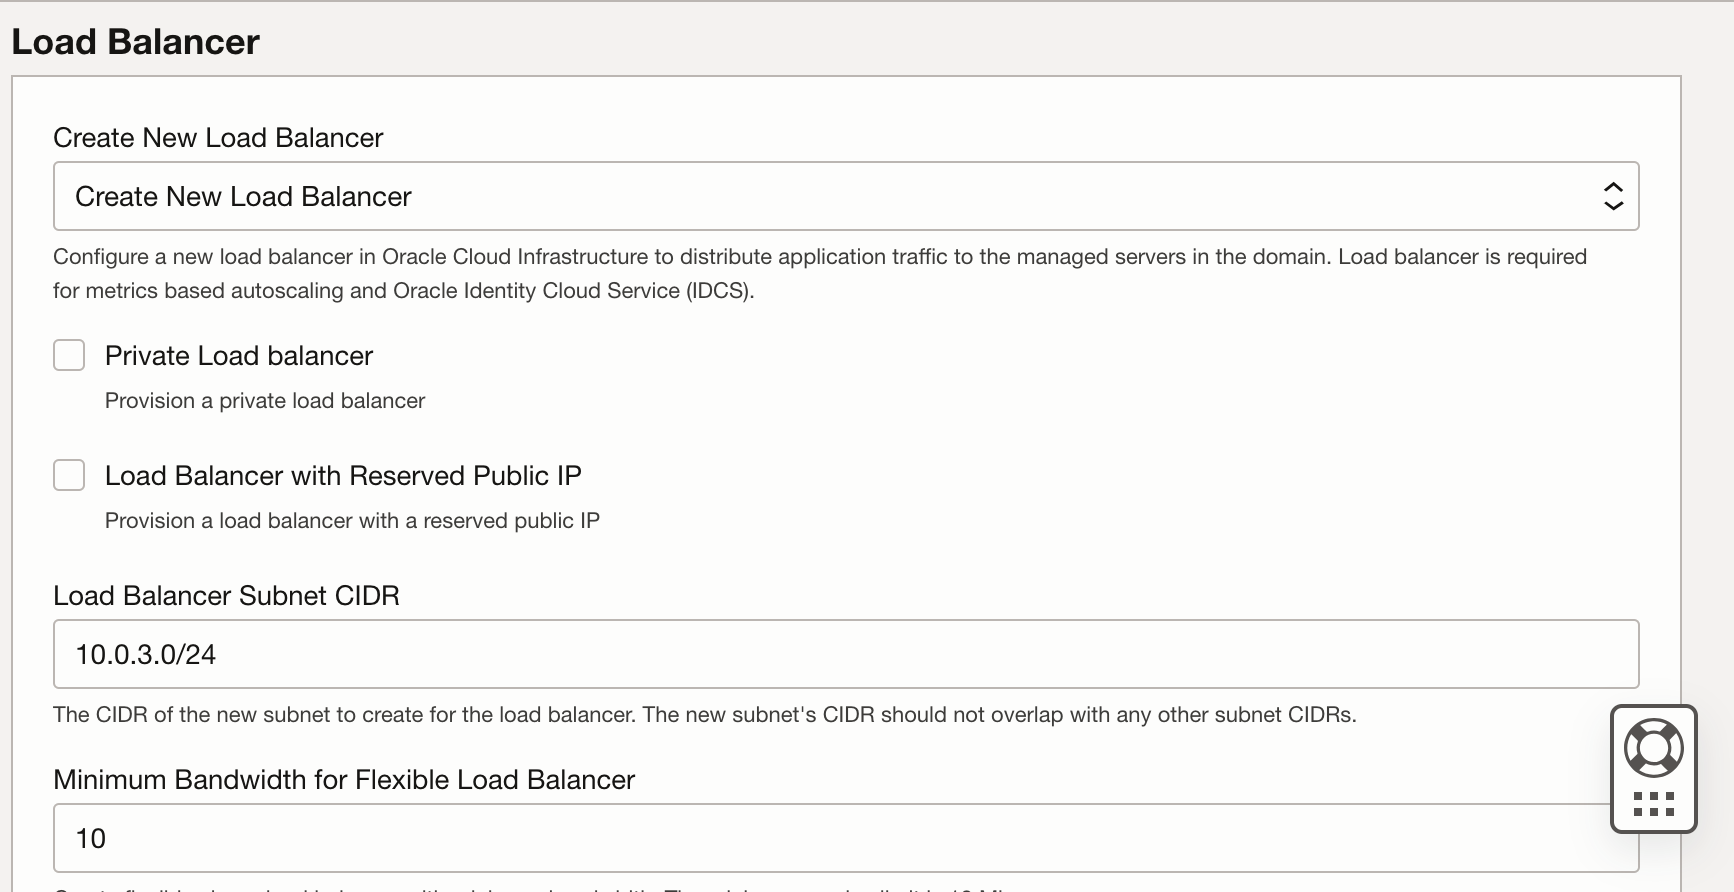 Load Balancer
Create New Load Balancer
Create New Load Balancer
Configure a new load balancer in Oracle Cloud Infrastructure to distribute application traffic to the managed servers in the domain. Load balancer is required
for metrics based autoscaling and Oracle Identity Cloud Service (IDCS).
Private Load balancer
Provision a private load balancer
Load Balancer with Reserved Public IP
Provision a load balancer with a reserved public IP
Load Balancer Subnet CIDR
10.0.3.0/24
The CIDR of the new subnet to create for the load balancer. The new subnet's CIDR should not overlap with any other subnet CIDRs.
Minimum Bandwidth for Flexible Load Balancer
10